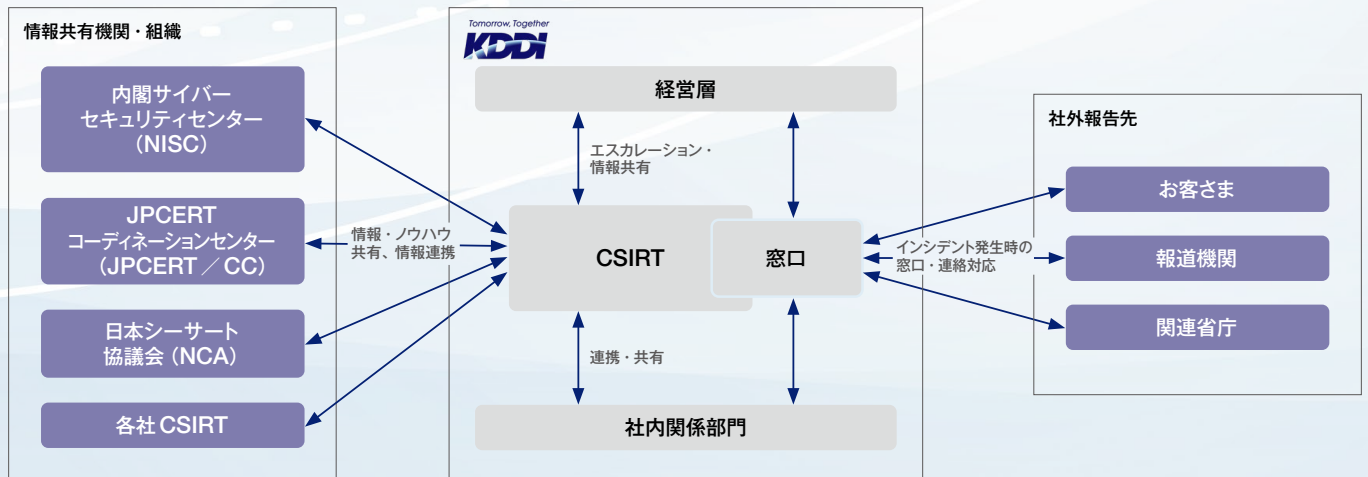 情報共有機関・組織
内閣サイバー
セキュリティセンター
(NISC)
JPCERT
コーディネーションセンター
(JPCERT／CC)
日本シーサート
協議会（NCA）
各社CSIRT
情報・ノウハウ
共有、情報連携
Tomorrow, Together
KDDI
経営層
エスカレーション・
情報共有
CSIRT
窓口
連携・共有
社内関係部門
インシデント発生時の
窓口・連絡対応
社外報告先
お客さま
報道機関
関連省庁